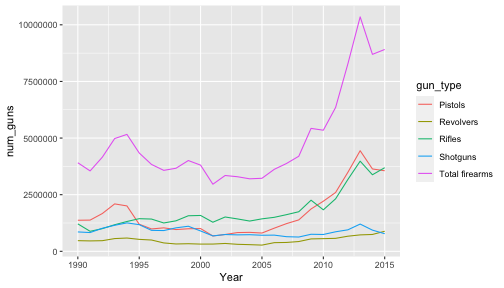 10000000
7500000
5000000
2500000
0
num_guns
1990
1995
2000
2005
2010
2015
Year
gun_type
Pistols
Revolvers
Rifles
Shotguns
Total firearms